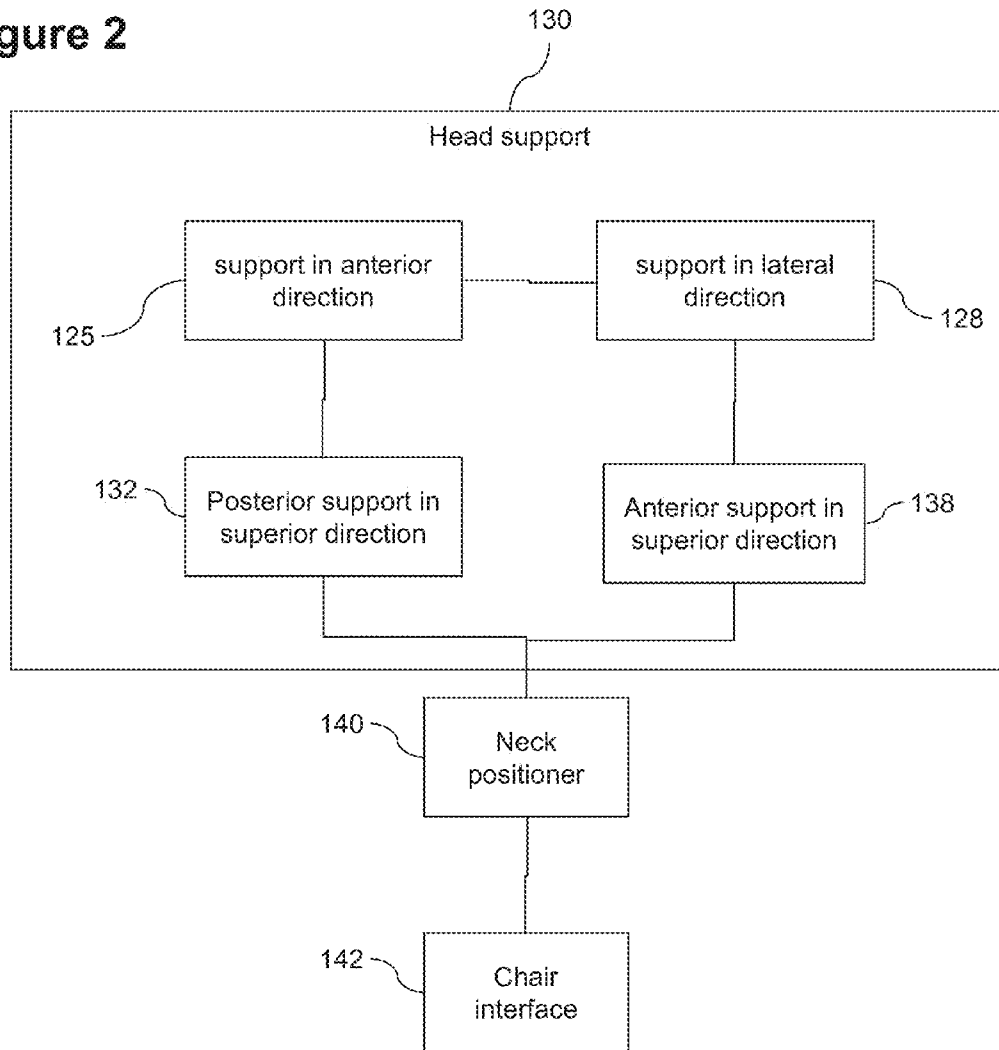 gure 2
130
Head support
support in anterior
direction
support in lateral
direction
125
128
132
Posterior support in
superior direction
Anterior support in
superior direction
138
140
Neck
positioner
142
Chair
interface